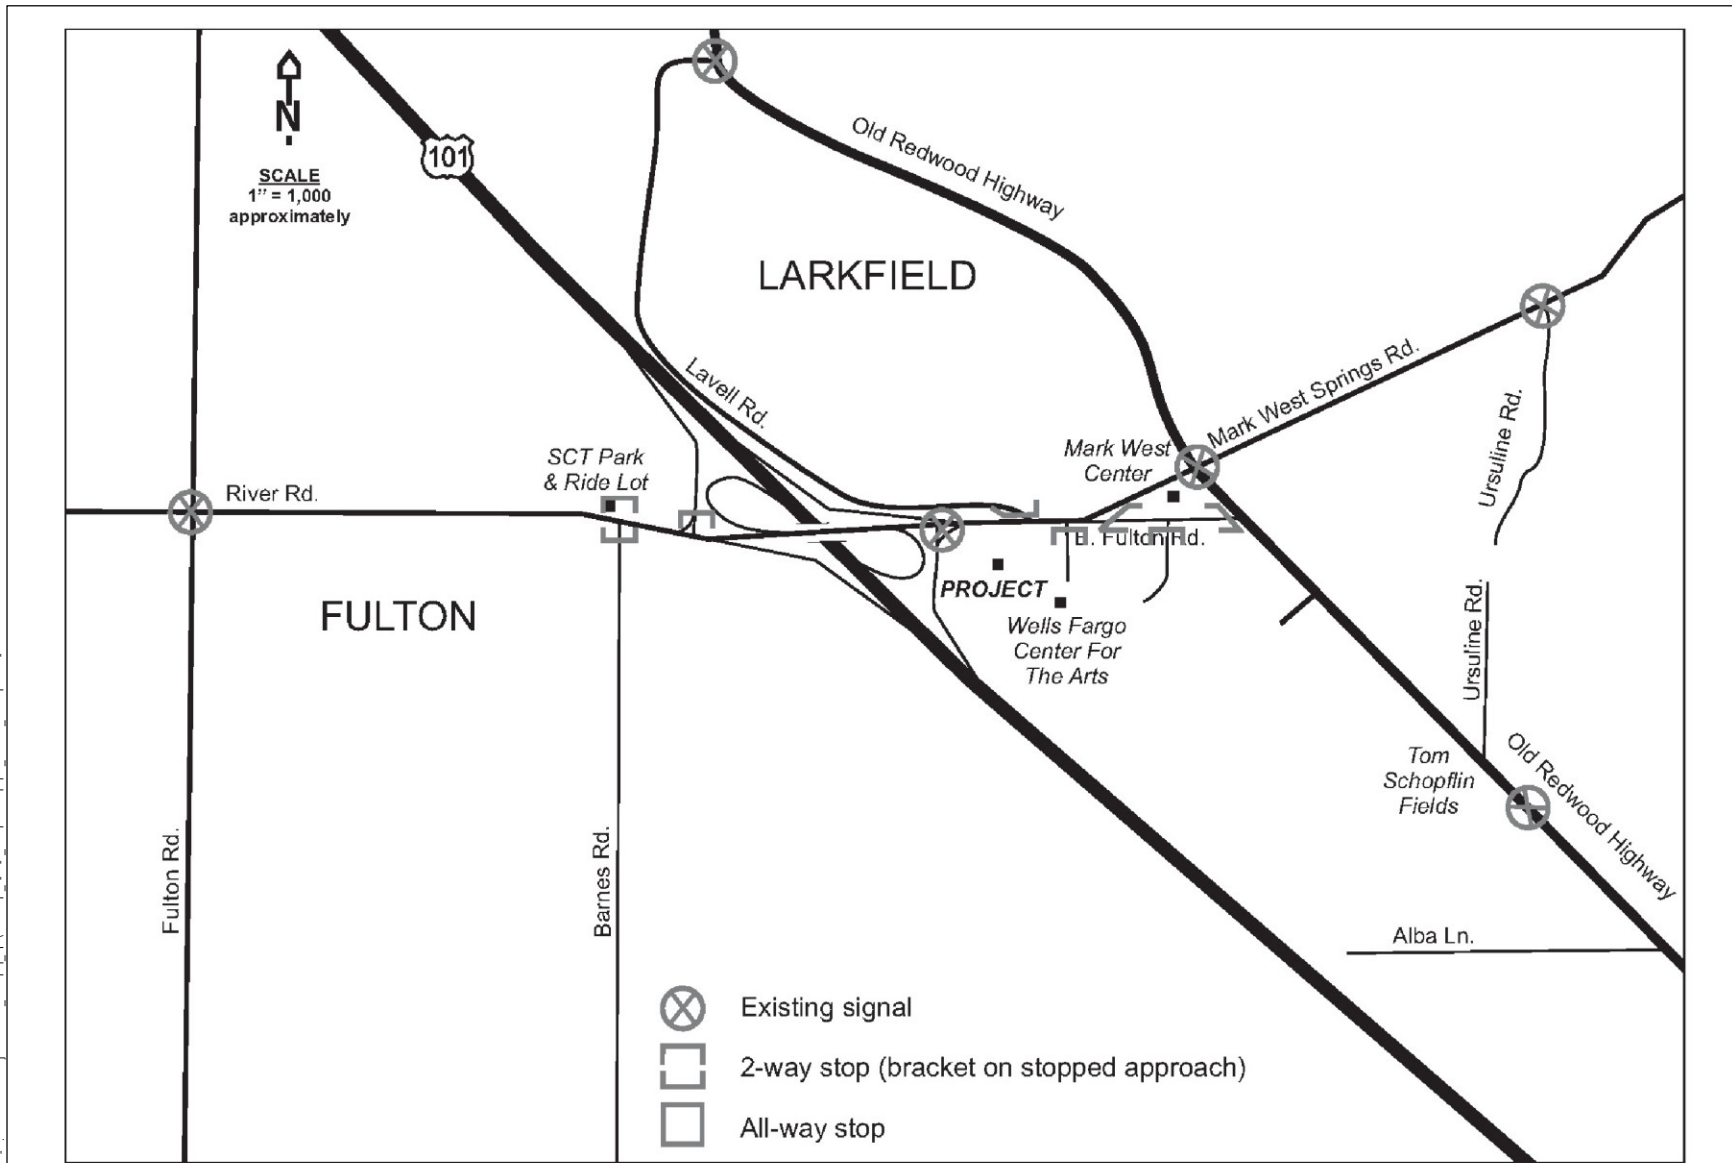 N
SCALE
1” = 1,000
approximately
101
Old Redwood Highway
LARKFIELD
Lavell Rd.
Mark West Springs Rd.
Mark West
Center
Ursuline Rd.
SCT Park
& Ride Lot
River Rd.
E. Fulton Rd.
PROJECT
FULTON
Wells Fargo
Center For
The Arts
Ursuline Rd.
Tom
Schopflin
Fields
Old Redwood Highway
Fulton Rd.
Barnes Rd.
Alba Ln.
Existing signal
2-way stop (bracket on stopped approach)
All-way stop